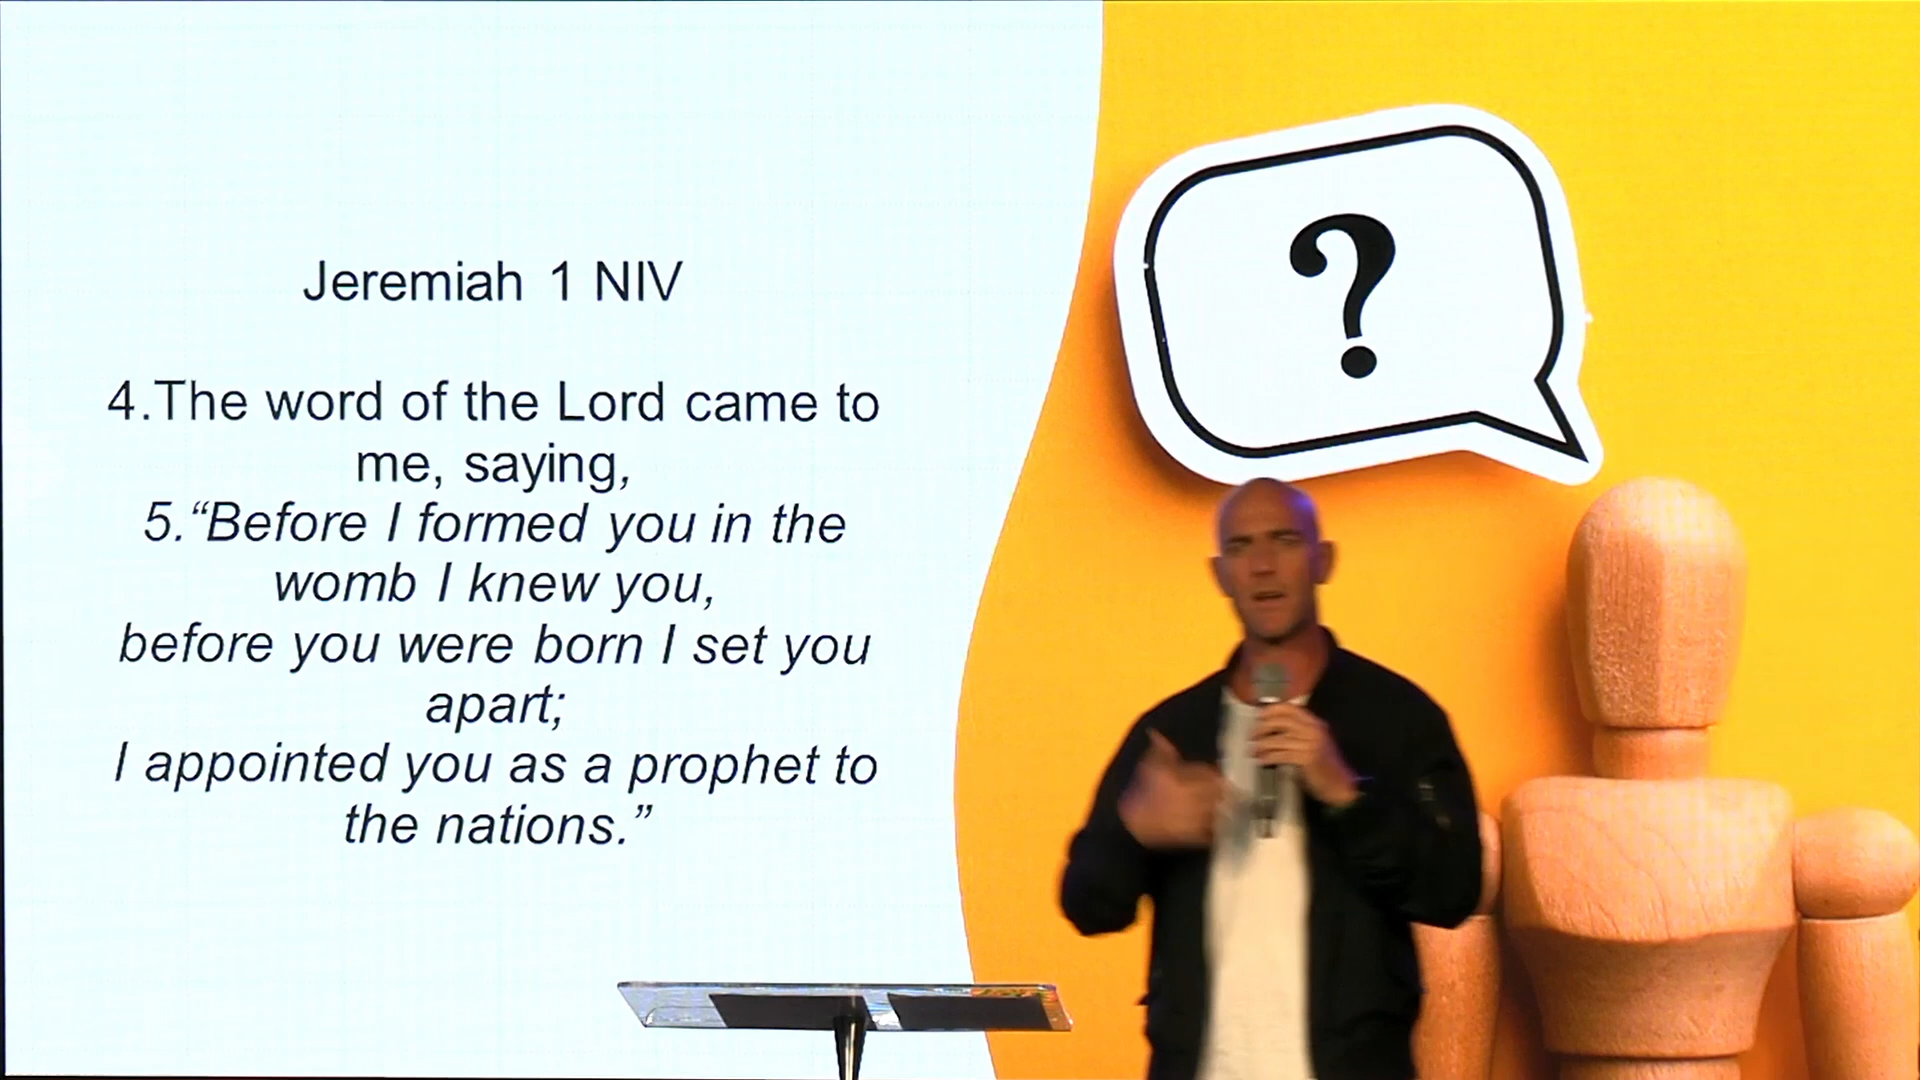 Jeremiah 1 NIV
4.The word of the Lord came to
me, saying,
5.“Before I formed you in the
womb I knew you,
before you were born I set you
apart;
I appointed you as a prophet to
the nations.”
?